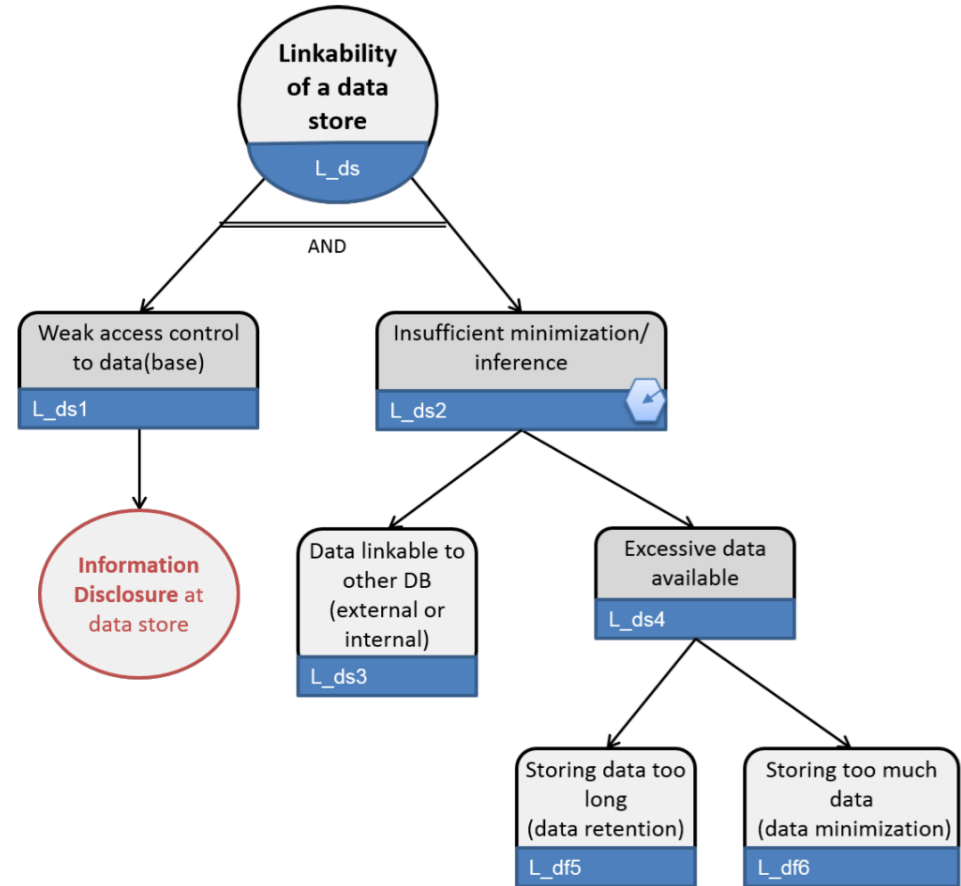 Linkability
of a data
store
L_ds
AND
Weak access control
to data(base)
L_ds1
Insufficient minimization/
inference
L_ds2
Information
Disclosure at
data store
Data linkable to
other DB
(external or
internal)
L_ds3
Excessive data
available
L_ds4
Storing data too
long
(data retention)
L_df5
Storing too much
data
(data minimization)
L_df6